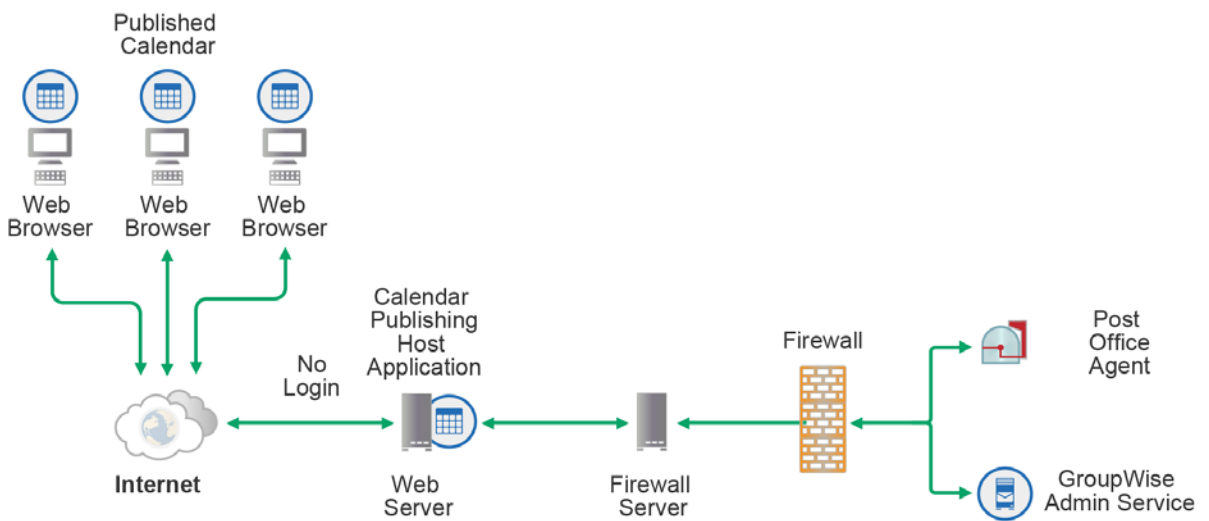 Published
Calendar
Web
Browser
Web
Browser
Web
Browser
Calendar
Publishing
Host
Application
No
Login
Firewall
Post
Office
Agent
Internet
Web
Server
Firewall
Server
GroupWise
Admin Service